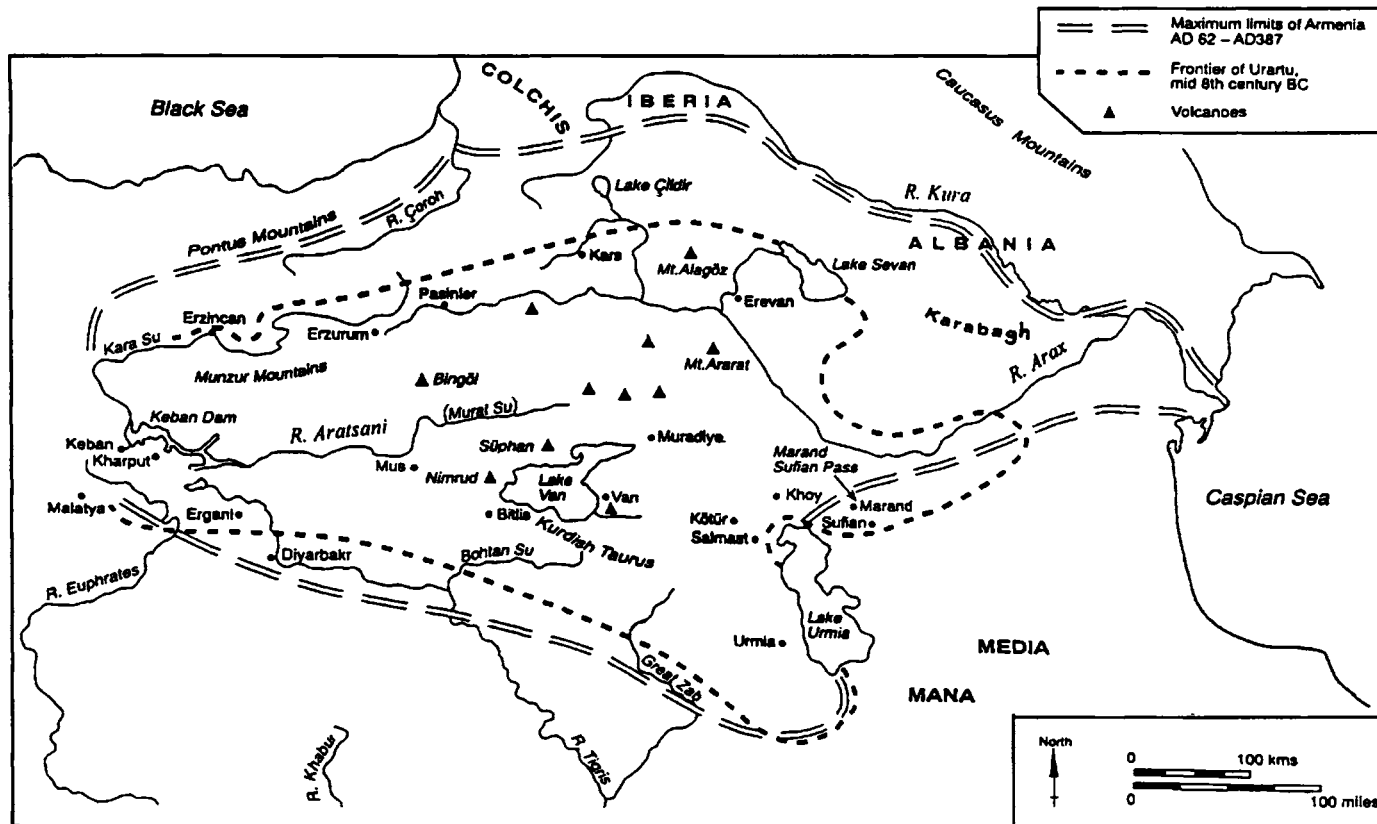 Maximum limits of Armenia
AD 62 – AD387
Frontier of Urartu,
mid 8th century BC
Volcanoes
Black Sea
COLCHIS
IBERIA
Caucasus Mountains
Lake Çildir
R. Kura
Pontus Mountains
R. Çoroh
ALBANIA
Kars
Mt.Alagöz
Lake Sevan
Pasinler
Erevan
Erzincan
Erzurum
Karabagh
Kara Su
Mt.Ararat
R. Arax
Munzur Mountains
Bingöl
Keban Dam
(Murat Su)
R. Aratsani
Keban
Kharput
Süphan
Muradiye
Mus
Nimrud
Marand
Sufian Pass
Lake
Van
Van
Khoy
Marand
Caspian Sea
Malatya
Ergani
Bitlis
Kötür
Sufian
Salmast
Kurdish Taurus
Diyarbakr
Bohtan Su
R. Euphrates
Lake
Urmia
Urmia
MEDIA
Great Zab
MANA
R. Khabur
R. Tigris
North
0 100 kms
0 100 miles